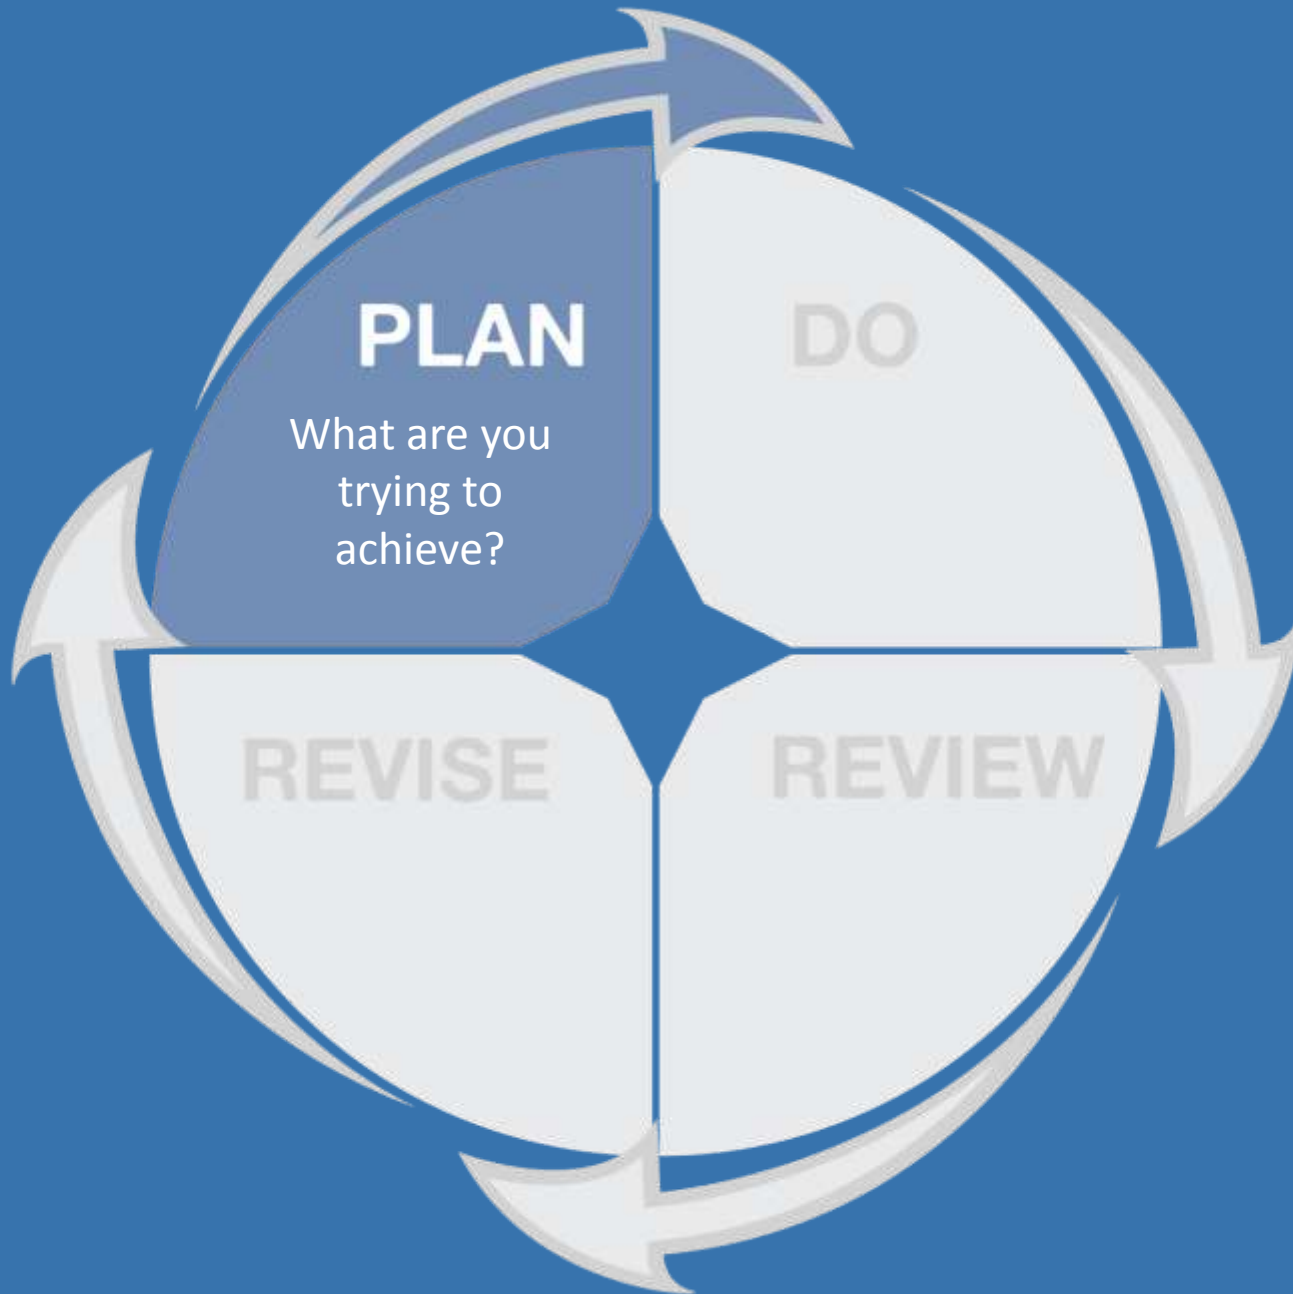 PLAN
What are you
trying to
achieve?
DO
REVISE
REVIEW